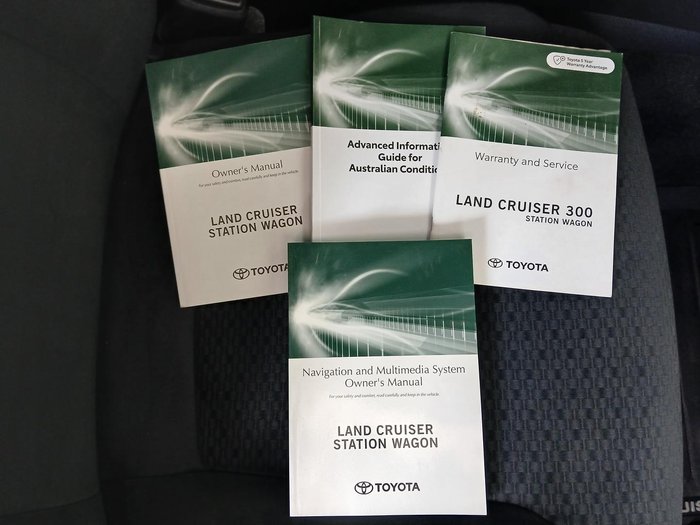 Owner's Manual
For your safety and comfort, read carefully and keep in the vehicle.
LAND CRUISER
STATION WAGON
TOYOTA
Advanced Informati
Guide for
Australian Conditio
Toyota 5 Year
Warranty Advantage
Warranty and Service
LAND CRUISER 300
STATION WAGON
TOYOTA
Navigation and Multimedia System
Owner's Manual
For your safety and comfort, read carefully and keep in the vehicle.
LAND CRUISER
STATION WAGON
TOYOTA